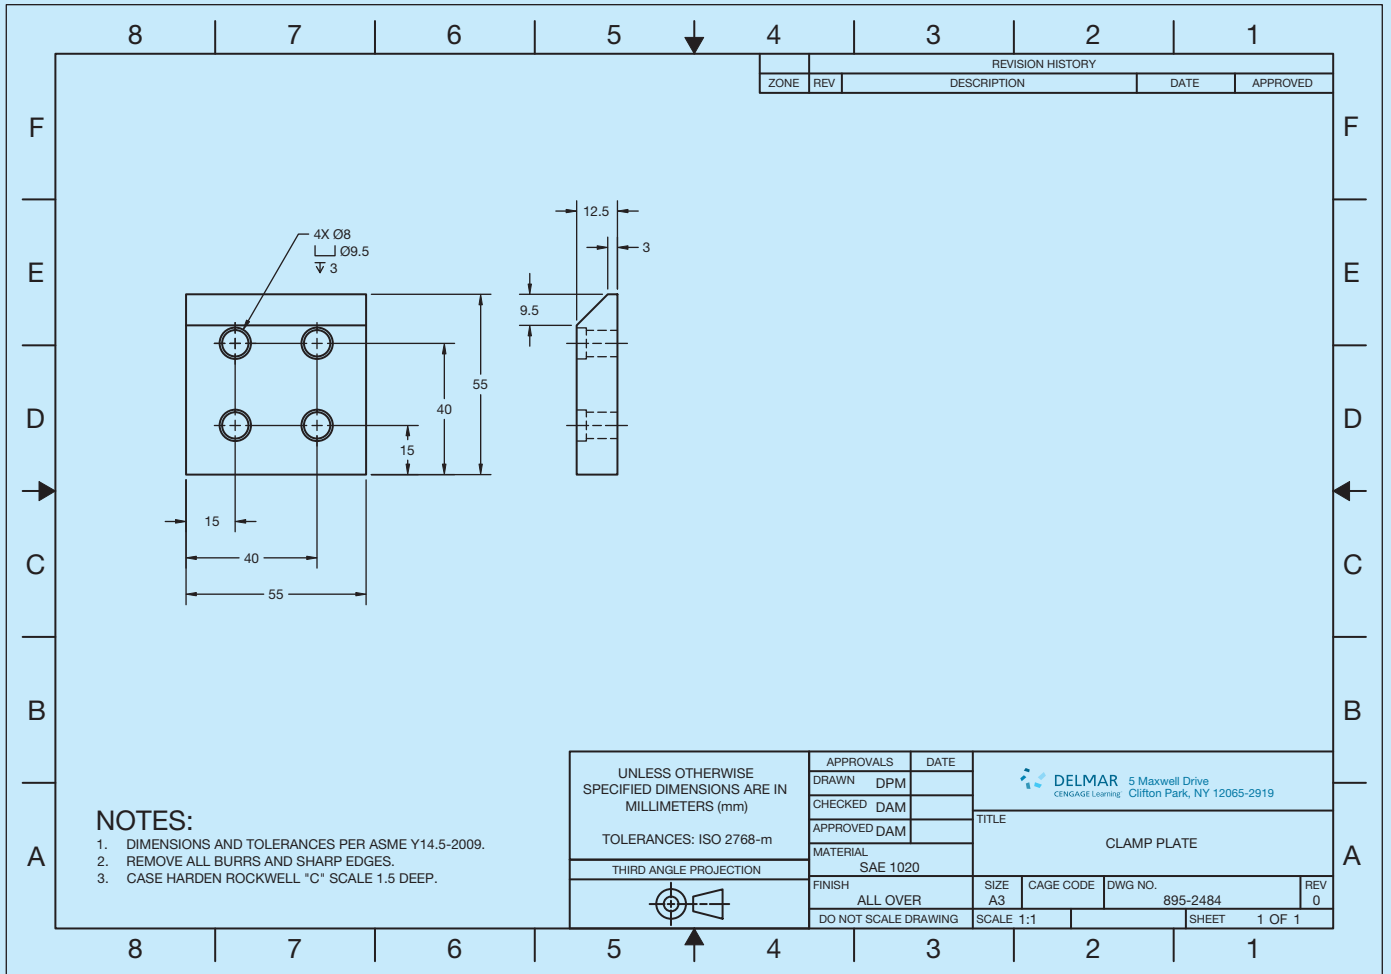 8 7 6 5 4 3 2 1
REVISION HISTORY
ZONE REV DESCRIPTION DATE APPROVED
F F
E E
D D
C C
B B
A A
4X Ø8
Ø9.5
3
12.5
3
9.5
55
40
15
15
40
55
NOTES:
1. DIMENSIONS AND TOLERANCES PER ASME Y14.5-2009.
2. REMOVE ALL BURRS AND SHARP EDGES.
3. CASE HARDEN ROCKWELL "C" SCALE 1.5 DEEP.
UNLESS OTHERWISE
SPECIFIED DIMENSIONS ARE IN
MILLIMETERS (mm)
TOLERANCES: ISO 2768-m
THIRD ANGLE PROJECTION
APPROVALS DATE
DRAWN DPM
CHECKED DAM
APPROVED DAM
MATERIAL
SAE 1020
FINISH
ALL OVER
DO NOT SCALE DRAWING
DELMAR
CENGAGE Learning
5 Maxwell Drive
Clifton Park, NY 12065-2919
TITLE
CLAMP PLATE
SIZE
A3
CAGE CODE
DWG NO.
895-2484
REV
0
SCALE 1:1
SHEET 1 OF 1
8 7 6 5 4 3 2 1